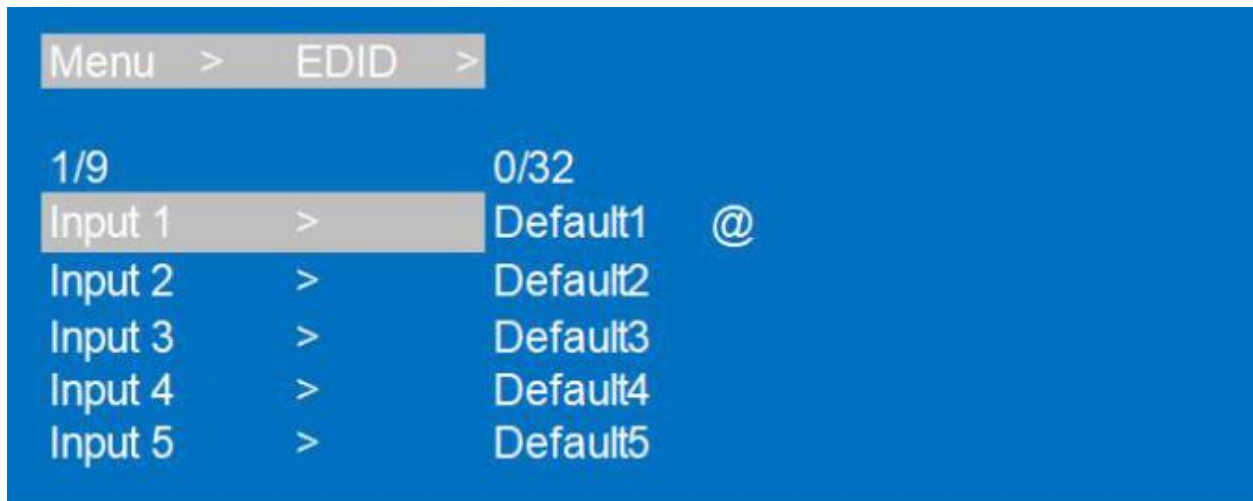 Menu > EDID >
1/9 0/32
Input 1 > Default1 @
Input 2 > Default2
Input 3 > Default3
Input 4 > Default4
Input 5 > Default5